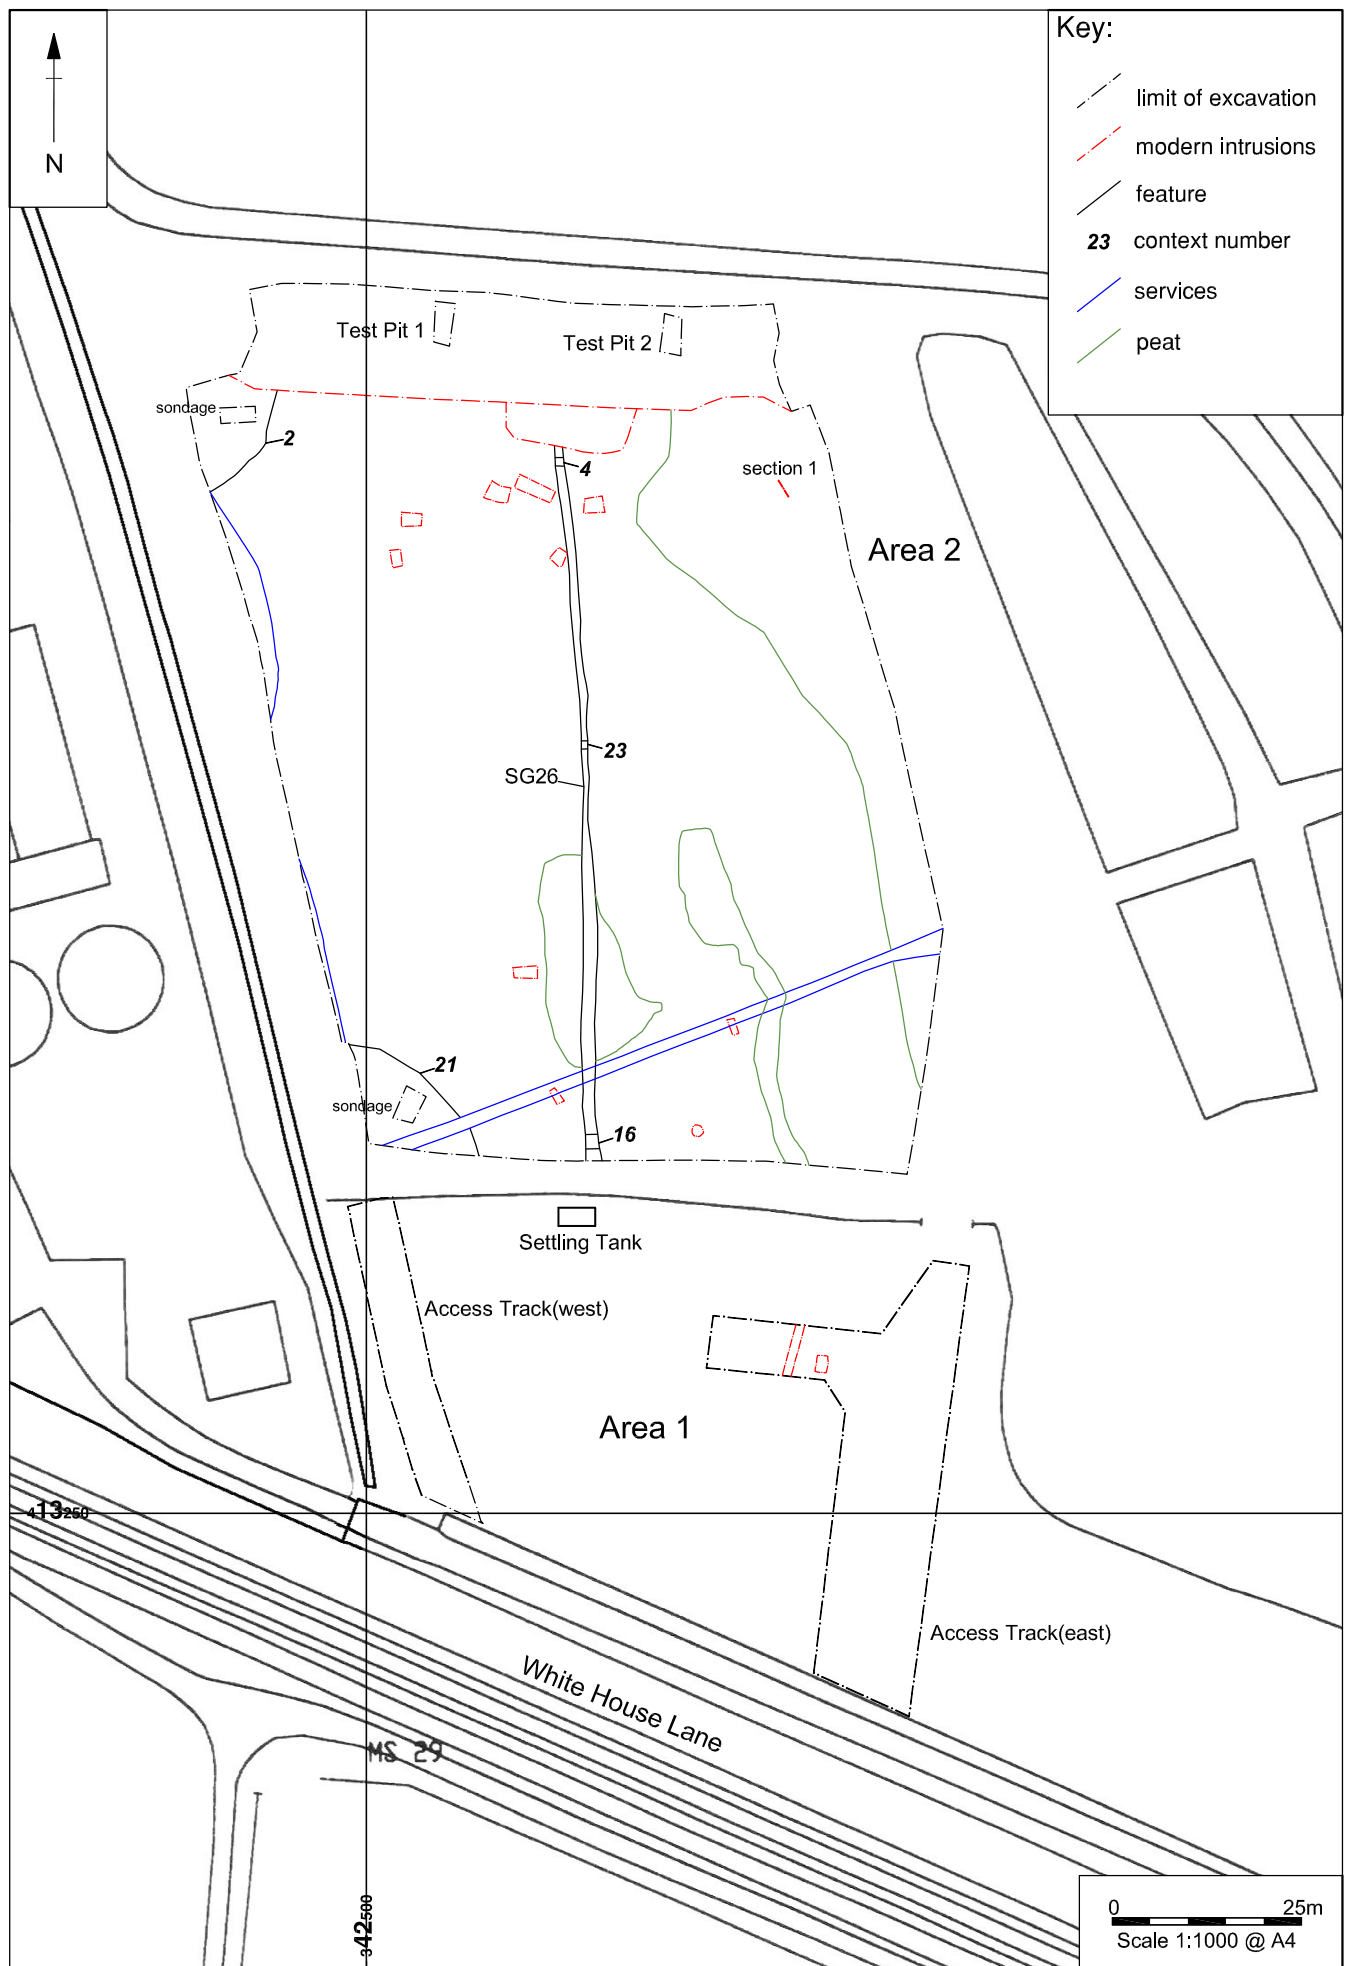 Key:
limit of excavation
modern intrusions
feature
23 context number
services
peat
N
Test Pit 1
Test Pit 2
sondage
2
4
section 1
Area 2
23
SG26
21
sondage
16
Settling Tank
Access Track(west)
Area 1
413250
Access Track(east)
White House Lane
MS 29
342500
0 25m
Scale 1:1000 @ A4